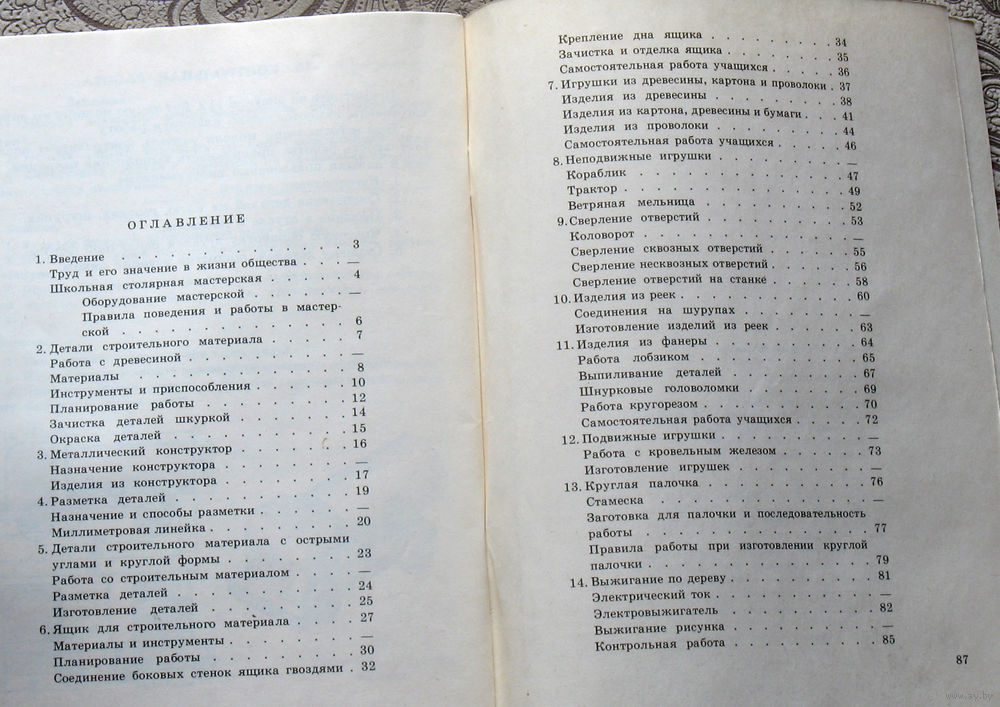 ОГЛАВЛЕНИЕ
1. Введение . . . . . . . . . . . . 3
Труд и его значение в жизни общества . . . —
Школьная столярная мастерская . . . . . 4
Оборудование мастерской . . . . . . —
Правила поведения и работы в мастер-
ской . . . . . . . . . . . . 6
2. Детали строительного материала . . . . . 7
Работа с древесиной . . . . . . . . —
Материалы . . . . . . . . . . . 8
Инструменты и приспособления . . . . . 10
Планирование работы . . . . . . . . 12
Зачистка деталей шкуркой . . . . . . 14
Окраска деталей . . . . . . . . . 15
3. Металлический конструктор . . . . . . 16
Назначение конструктора . . . . . . . —
Изделия из конструктора . . . . . . . 17
4. Разметка деталей . . . . . . . . . 19
Назначение и способы разметки . . . . . —
Миллиметровая линейка . . . . . . . 20
5. Детали строительного материала с острыми
углами и круглой формы . . . . . . . 23
Работа со строительным материалом . . . . —
Разметка деталей . . . . . . . . . 24
Изготовление деталей . . . . . . . . 25
6. Ящик для строительного материала . . . . 27
Материалы и инструменты . . . . . . . —
Планирование работы . . . . . . . . 30
Соединение боковых стенок ящика гвоздями . 32
Крепление дна ящика . . . . . . . . 34
Зачистка и отделка ящика . . . . . . . 35
Самостоятельная работа учащихся . . . . . 36
7. Игрушки из древесины, картона и проволоки . 37
Изделия из древесины . . . . . . . . 38
Изделия из картона, древесины и бумаги . . . 41
Изделия из проволоки . . . . . . . . 44
Самостоятельная работа учащихся . . . . . 46
8. Неподвижные игрушки . . . . . . . . —
Кораблик . . . . . . . . . . . 47
Трактор . . . . . . . . . . . . 49
Ветряная мельница . . . . . . . . . 52
9. Сверление отверстий . . . . . . . . 53
Коловорот . . . . . . . . . . . —
Сверление сквозных отверстий . . . . . 55
Сверление несквозных отверстий . . . . . 56
Сверление отверстий на станке . . . . . 58
10. Изделия из реек . . . . . . . . . 60
Соединения на шурупах . . . . . . . —
Изготовление изделий из реек . . . . . 63
11. Изделия из фанеры . . . . . . . . 64
Работа лобзиком . . . . . . . . . 65
Выпиливание деталей . . . . . . . . 67
Шнурковые головоломки . . . . . . . 69
Работа кругорезом . . . . . . . . . 70
Самостоятельная работа учащихся . . . . . 72
12. Подвижные игрушки . . . . . . . . —
Работа с кровельным железом . . . . . 73
Изготовление игрушек . . . . . . . . —
13. Круглая палочка . . . . . . . . . 76
Стамеска . . . . . . . . . . . —
Заготовка для палочки и последовательность
работы . . . . . . . . . . . . 77
Правила работы при изготовлении круглой
палочки . . . . . . . . . . . . 79
14. Выжигание по дереву . . . . . . . . 81
Электрический ток . . . . . . . . . —
Электровыжигатель . . . . . . . . . 82
Выжигание рисунка . . . . . . . . . —
Контрольная работа . . . . . . . . 85
87
www.ay.by